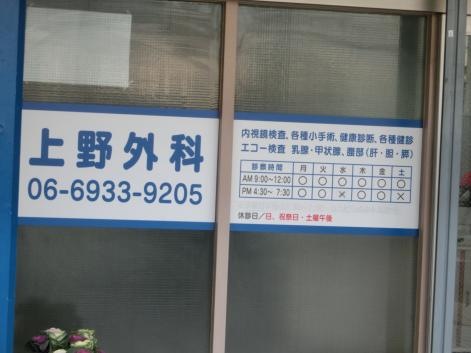 上野外科
06-6933-9205
内視鏡検査、各種小手術、健康診断、各種健診
エコー検査 乳腺・甲状腺、腹部(肝・胆・膵)
診察時間 月 火 水 木 金 土
AM 9:00～12:00 ○ ○ ○ ○ ○ ○
PM 4:30～ 7:30 ○ ○ × ○ ○ ×
休診日／日、祝祭日・土曜午後